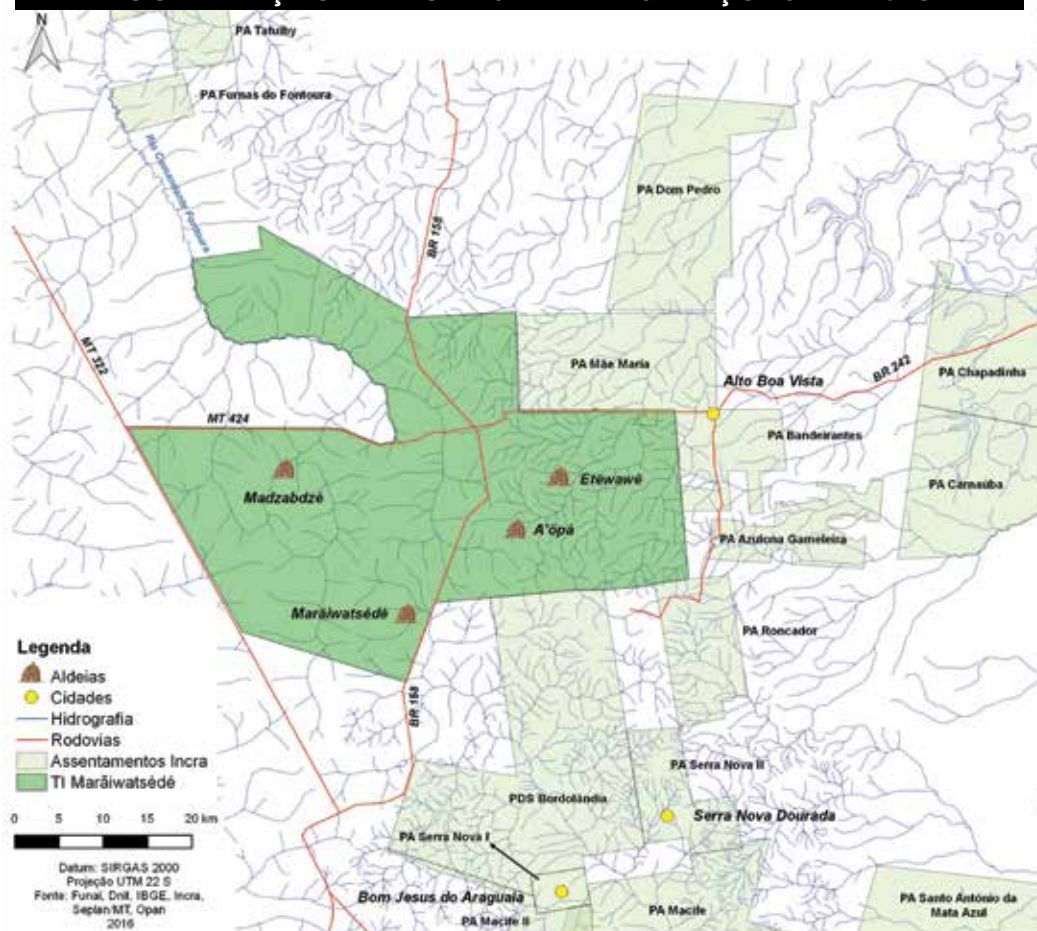 N
PA Tatuiby
PA Furnas do Fontoura
Rio Comandante Fontoura
BR 158
PA Dom Pedro
MT 322
PA Mãe Maria
Alto Boa Vista
BR 242
PA Chapadinha
MT 424
PA Bandeirantes
Madzabdzé
Etewawé
PA Carnaúba
A'õpá
PA Azulona Gameleira
Marãiwatsédé
PA Roncador
BR 158
PA Serra Nova II
PDS Bordolândia
Serra Nova Dourada
PA Serra Nova I
Bom Jesus do Araguaia
PA Macife
PA Macife II
PA Santo Antônio da
Mata Azul
Legenda
Aldeias
Cidades
Hidrografia
Rodovias
Assentamentos Incra
TI Marãiwatsédé
0 5 10 15 20 km
Datum: SIRGAS 2000
Projeção UTM 22 S
Fonte: Funai, Dnit, IBGE, Incra,
Seplan/MT, Opan
2016